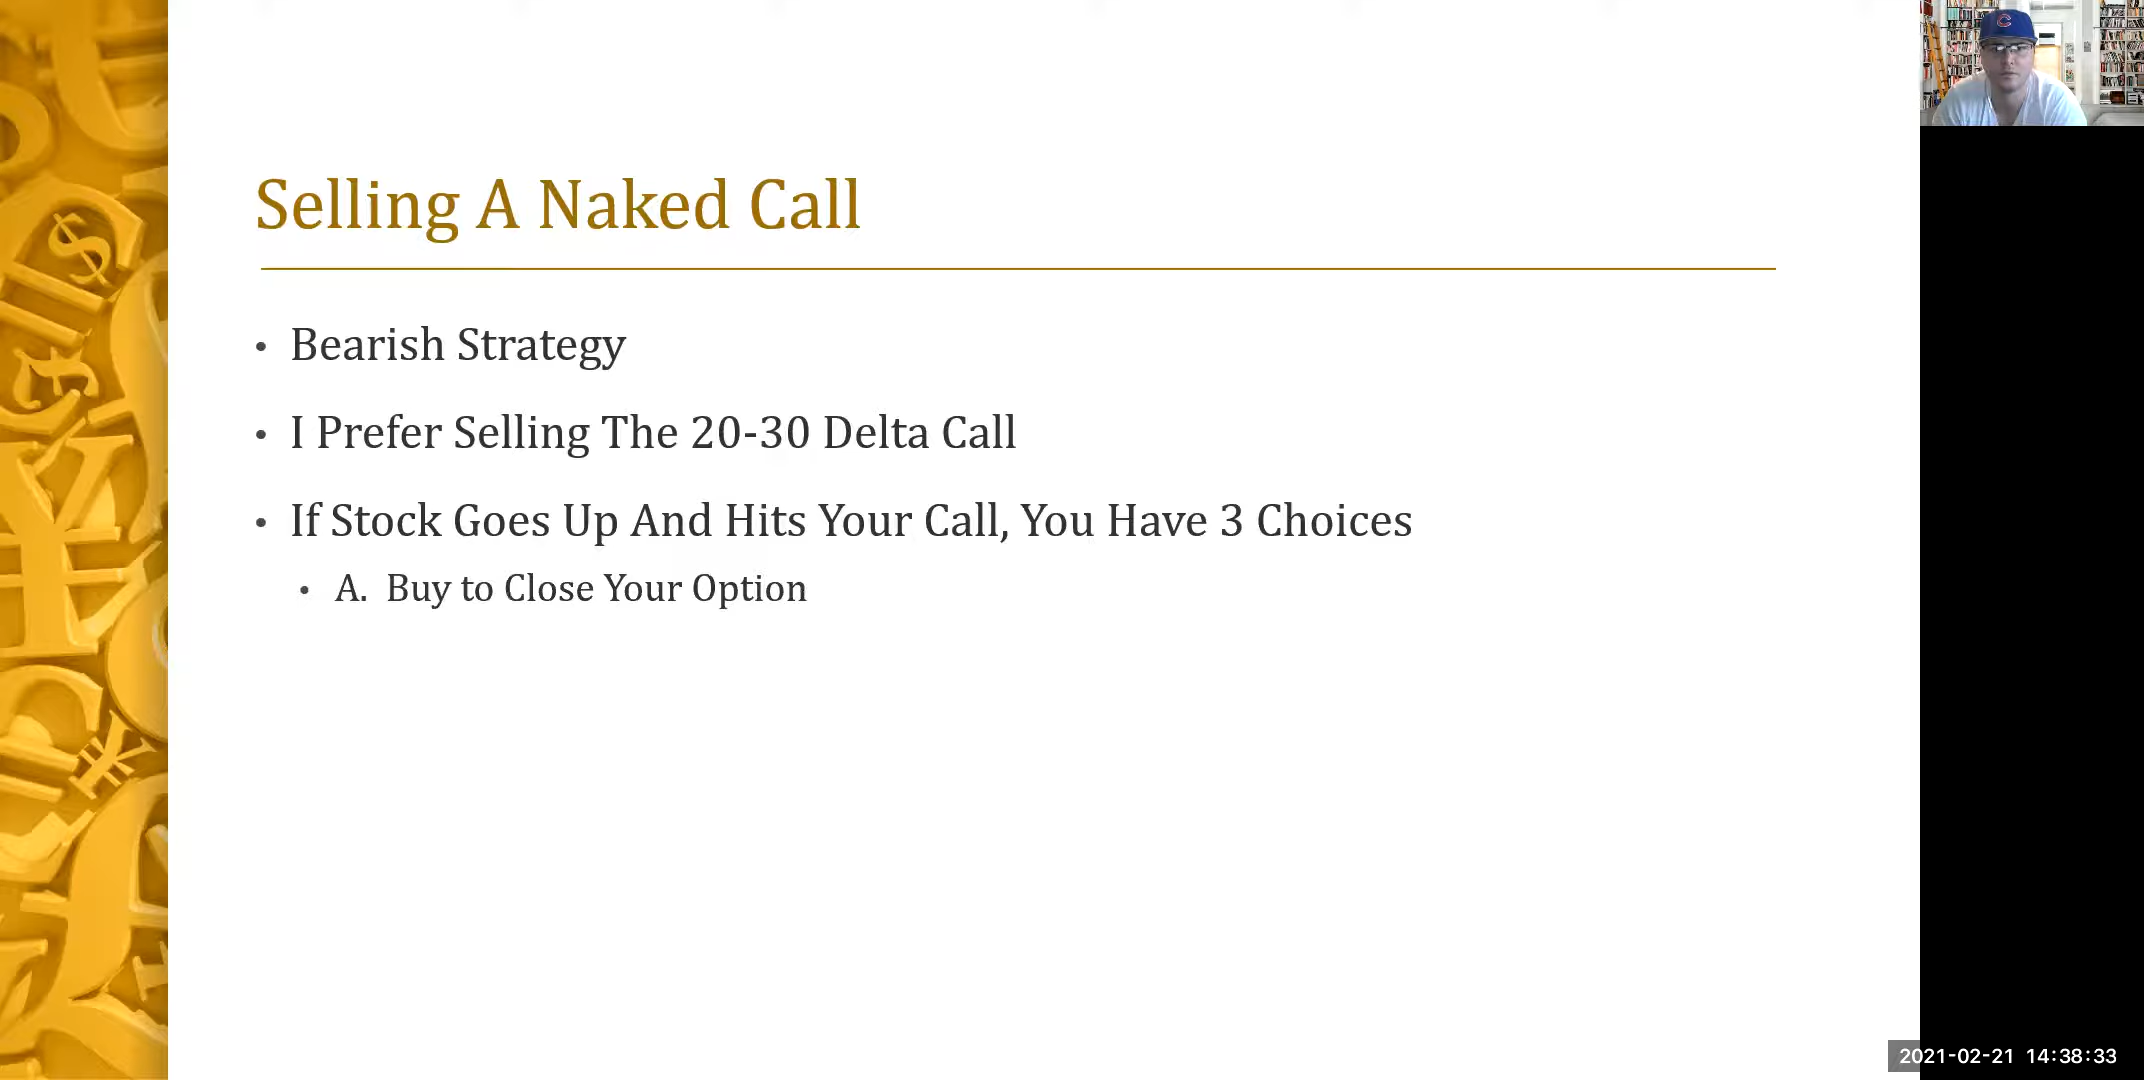 Selling A Naked Call
• Bearish Strategy
• I Prefer Selling The 20-30 Delta Call
• If Stock Goes Up And Hits Your Call, You Have 3 Choices
• A. Buy to Close Your Option
2021-02-21 14:38:33